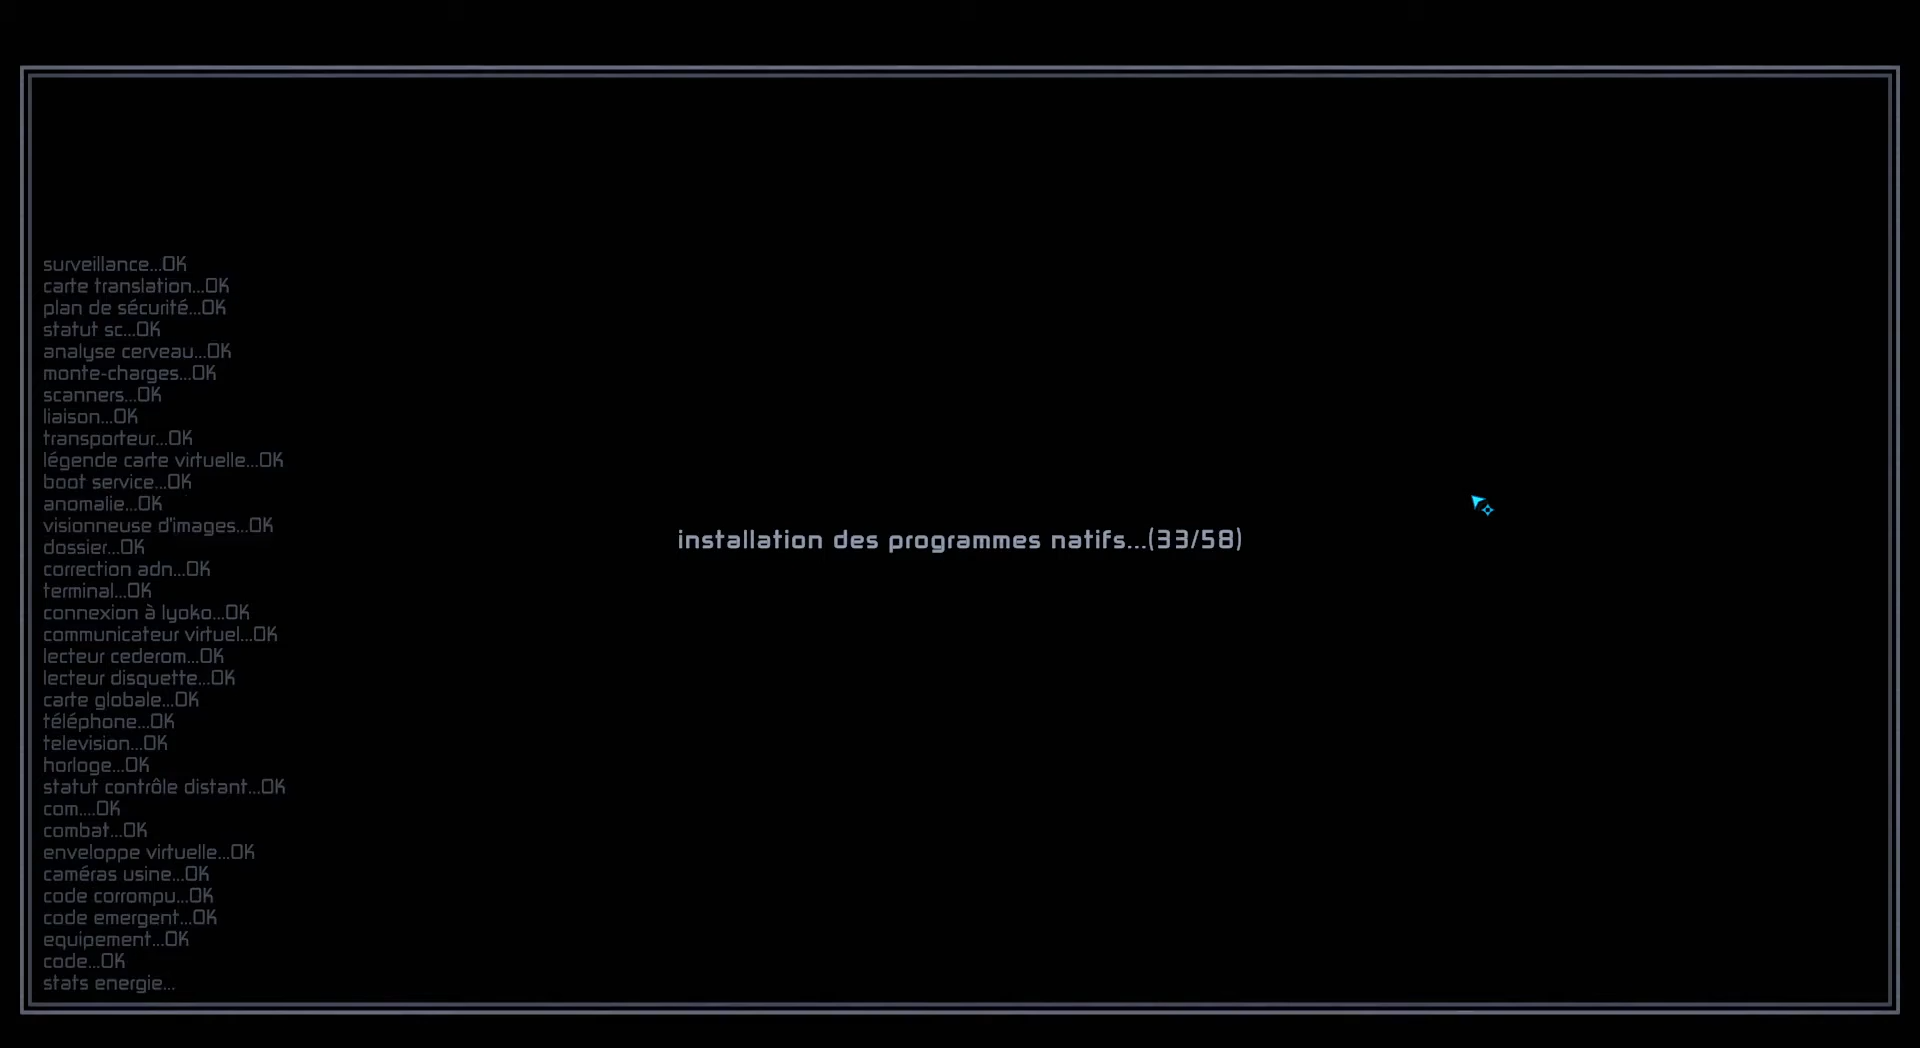 surveillance...OK
carte translation...OK
plan de sécurité...OK
statut sc...OK
analyse cerveau...OK
monte-charges...OK
scanners...OK
liaison...OK
transporteur...OK
légende carte virtuelle...OK
boot service...OK
anomalie...OK
visionneuse d'images...OK
dossier...OK
correction adn...OK
terminal...OK
connexion à lyoko...OK
communicateur virtuel...OK
lecteur cederom...OK
lecteur disquette...OK
carte globale...OK
téléphone...OK
television...OK
horloge...OK
statut contrôle distant...OK
com....OK
combat...OK
enveloppe virtuelle...OK
caméras usine...OK
code corrompu...OK
code emergent...OK
equipement...OK
code...OK
stats energie...
installation des programmes natifs...(33/58)